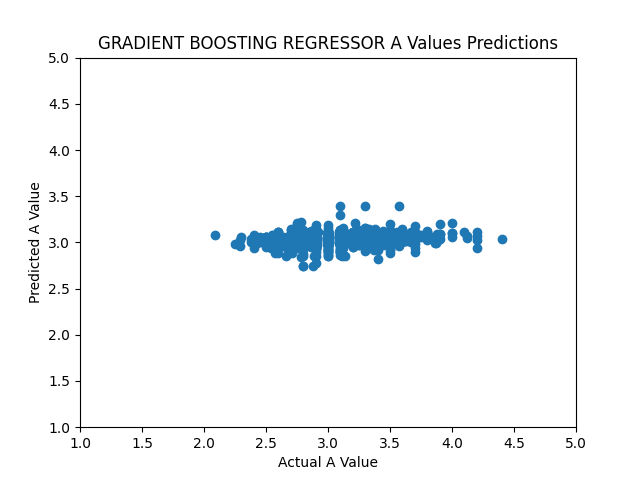 GRADIENT BOOSTING REGRESSOR A Values Predictions
5.0
4.5
4.0
3.5
3.0
2.5
2.0
1.5
1.0
Predicted A Value
1.0 1.5 2.0 2.5 3.0 3.5 4.0 4.5 5.0
Actual A Value